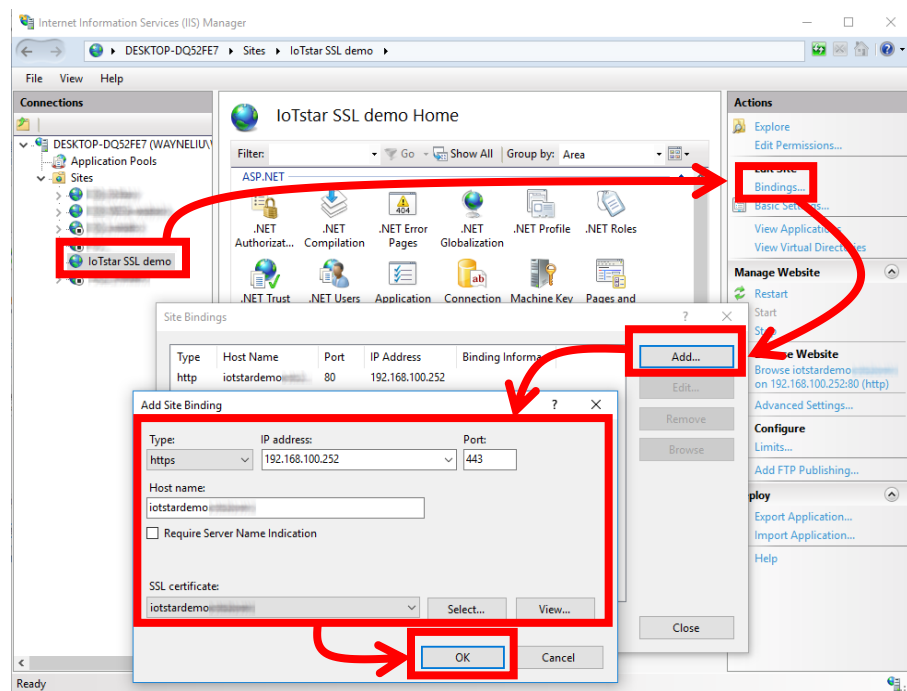 Internet Information Services (IIS) Manager
DESKTOP-DQ52FE7 Sites IoTstar SSL demo
File View Help
Connections
DESKTOP-DQ52FE7 (WAYNELIU\
Application Pools
Sites
IoTstar SSL demo
IoTstar SSL demo Home
Filter: Go Show All Group by: Area
ASP.NET
.NET Authorizat...
.NET Compilation
.NET Error Pages
.NET Globalization
.NET Profile
.NET Roles
.NET Trust
.NET Users
Application
Connection
Machine Key
Pages and
Actions
Explore
Edit Permissions...
Edit Site
Bindings...
Basic Settings...
View Applications
View Virtual Directories
Manage Website
Restart
Start
Browse Website
Browse iotstardemo
on 192.168.100.252:80 (http)
Advanced Settings...
Configure
Limits...
Add FTP Publishing...
ploy
Export Application...
Import Application...
Help
Site Bindings ?
Type Host Name Port IP Address Binding Informa
http iotstardemo 80 192.168.100.252
Add...
Edit...
Remove
Browse
Close
Add Site Binding ?
Type: IP address: Port:
https 192.168.100.252 443
Host name:
iotstardemo
Require Server Name Indication
SSL certificate:
iotstardemo Select... View...
OK Cancel
Ready